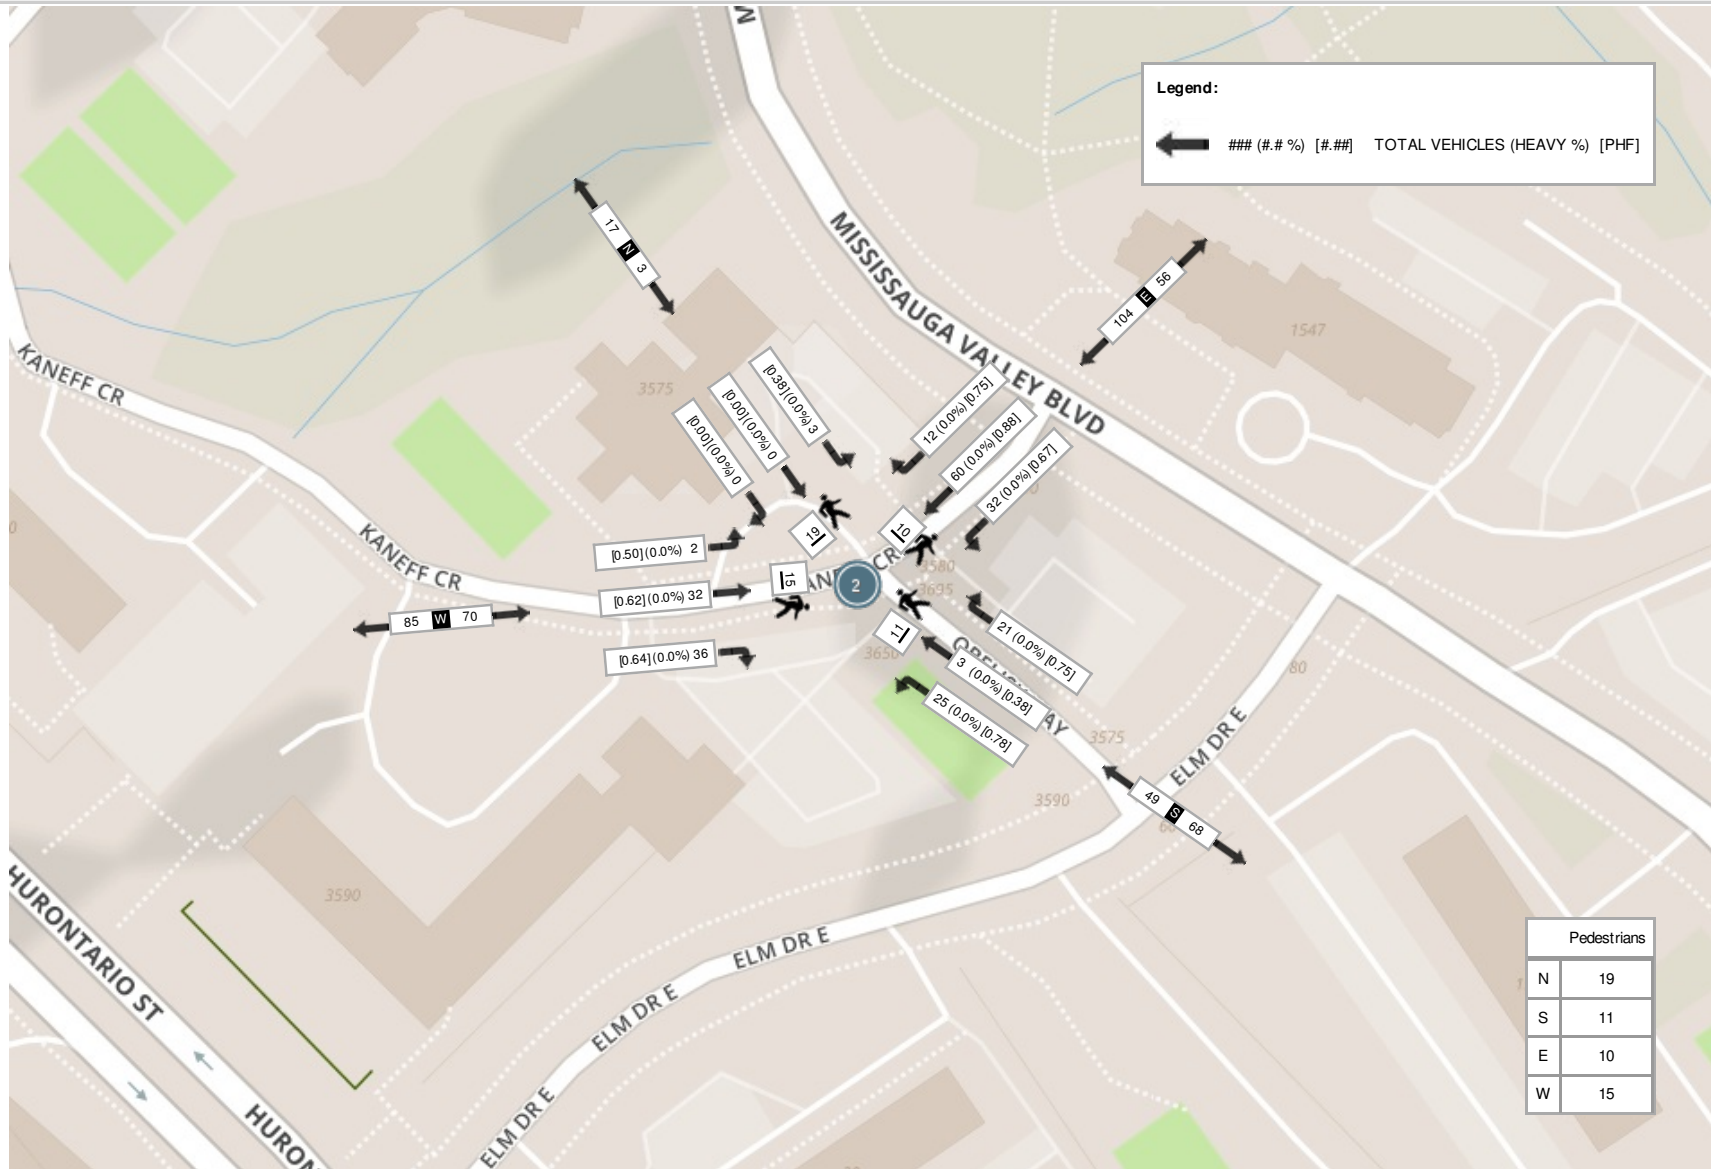 Legend:
### (#.# %) [#.##] TOTAL VEHICLES (HEAVY %) [PHF]
17 N 3
104 E 56
MISSISSAUGA VALLEY BLVD
1547
KANEFF CR
3575
[0.38] (0.0%) 3
[0.00] (0.0%) 0
[0.00] (0.0%) 0
12 (0.0%) [0.75]
60 (0.0%) [0.88]
32 (0.0%) [0.67]
19
10
KANEFF CR
[0.50] (0.0%) 2
[0.62] (0.0%) 32
[0.64] (0.0%) 36
15
2
3580
3695
11
3650
85 W 70
21 (0.0%) [0.75]
3 (0.0%) [0.38]
25 (0.0%) [0.78]
80
3575
ELM DR E
3590
49 S 68
3590
HURONTARIO ST
ELM DR E
ELM DR E
ELM DR E
Pedestrians
N 19
S 11
E 10
W 15